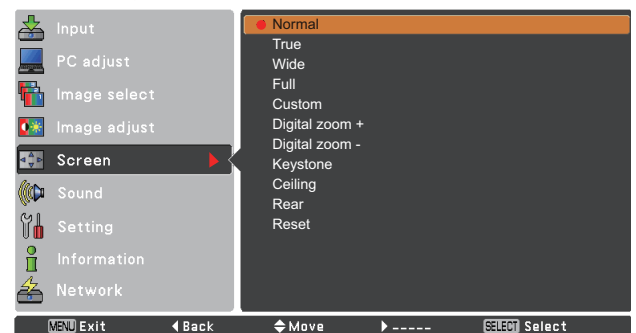 Input
PC adjust
Image select
Image adjust
Screen
Sound
Setting
Information
Network
Normal
True
Wide
Full
Custom
Digital zoom +
Digital zoom -
Keystone
Ceiling
Rear
Reset
MENU Exit Back Move ----- SELECT Select